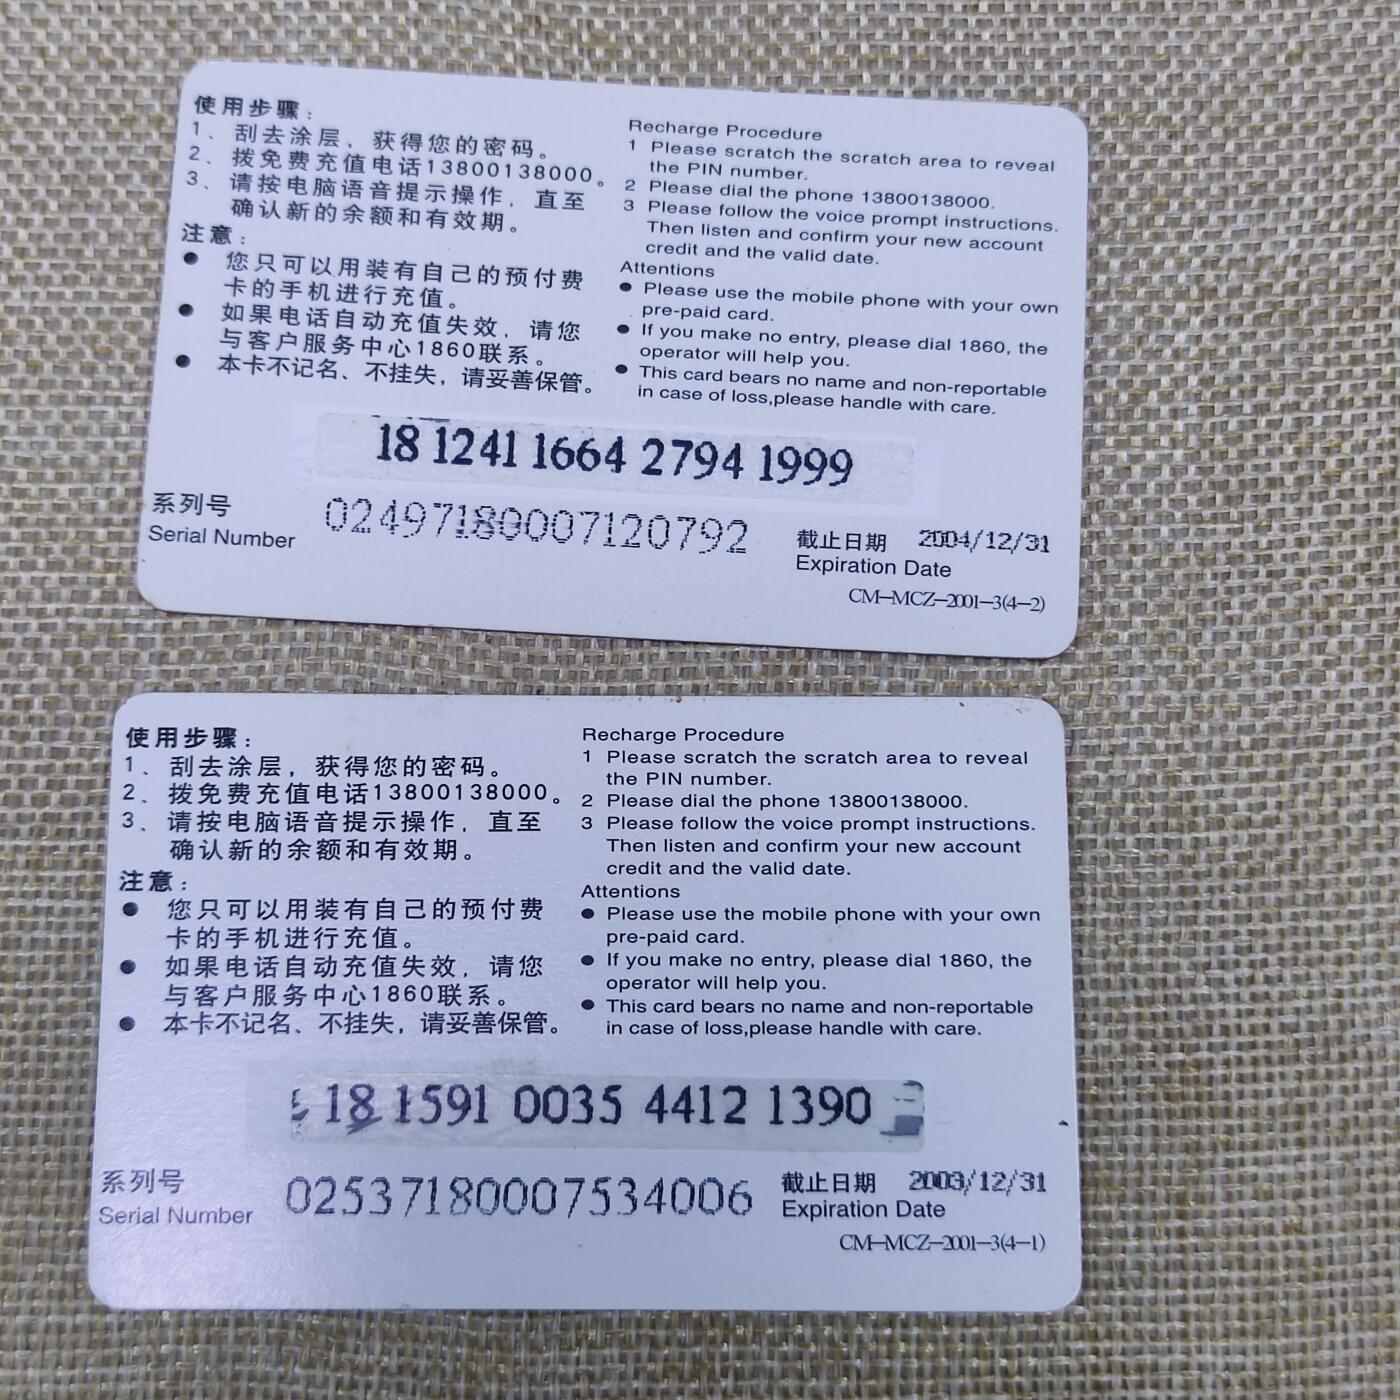 使用步骤：
1、刮去涂层，获得您的密码。
2、拨免费充值电话13800138000。
3、请按电脑语音提示操作，直至
确认新的余额和有效期。
注意：
● 您只可以用装有自己的预付费
卡的手机进行充值。
● 如果电话自动充值失效，请您
与客户服务中心1860联系。
● 本卡不记名、不挂失，请妥善保管。
Recharge Procedure
1 Please scratch the scratch area to reveal
the PIN number.
2 Please dial the phone 13800138000.
3 Please follow the voice prompt instructions.
Then listen and confirm your new account
credit and the valid date.
Attentions
● Please use the mobile phone with your own
pre-paid card.
● If you make no entry, please dial 1860, the
operator will help you.
● This card bears no name and non-reportable
in case of loss,please handle with care.
18 1241 1664 2794 1999
系列号
Serial Number
02497180007120792
截止日期 2004/12/31
Expiration Date
CM-MCZ-2001-3(4-2)
使用步骤：
1、刮去涂层，获得您的密码。
2、拨免费充值电话13800138000。
3、请按电脑语音提示操作，直至
确认新的余额和有效期。
注意：
● 您只可以用装有自己的预付费
卡的手机进行充值。
● 如果电话自动充值失效，请您
与客户服务中心1860联系。
● 本卡不记名、不挂失，请妥善保管。
Recharge Procedure
1 Please scratch the scratch area to reveal
the PIN number.
2 Please dial the phone 13800138000.
3 Please follow the voice prompt instructions.
Then listen and confirm your new account
credit and the valid date.
Attentions
● Please use the mobile phone with your own
pre-paid card.
● If you make no entry, please dial 1860, the
operator will help you.
● This card bears no name and non-reportable
in case of loss,please handle with care.
18 1591 0035 4412 1390
系列号
Serial Number
02537180007534006
截止日期 2003/12/31
Expiration Date
CM-MCZ-2001-3(4-1)